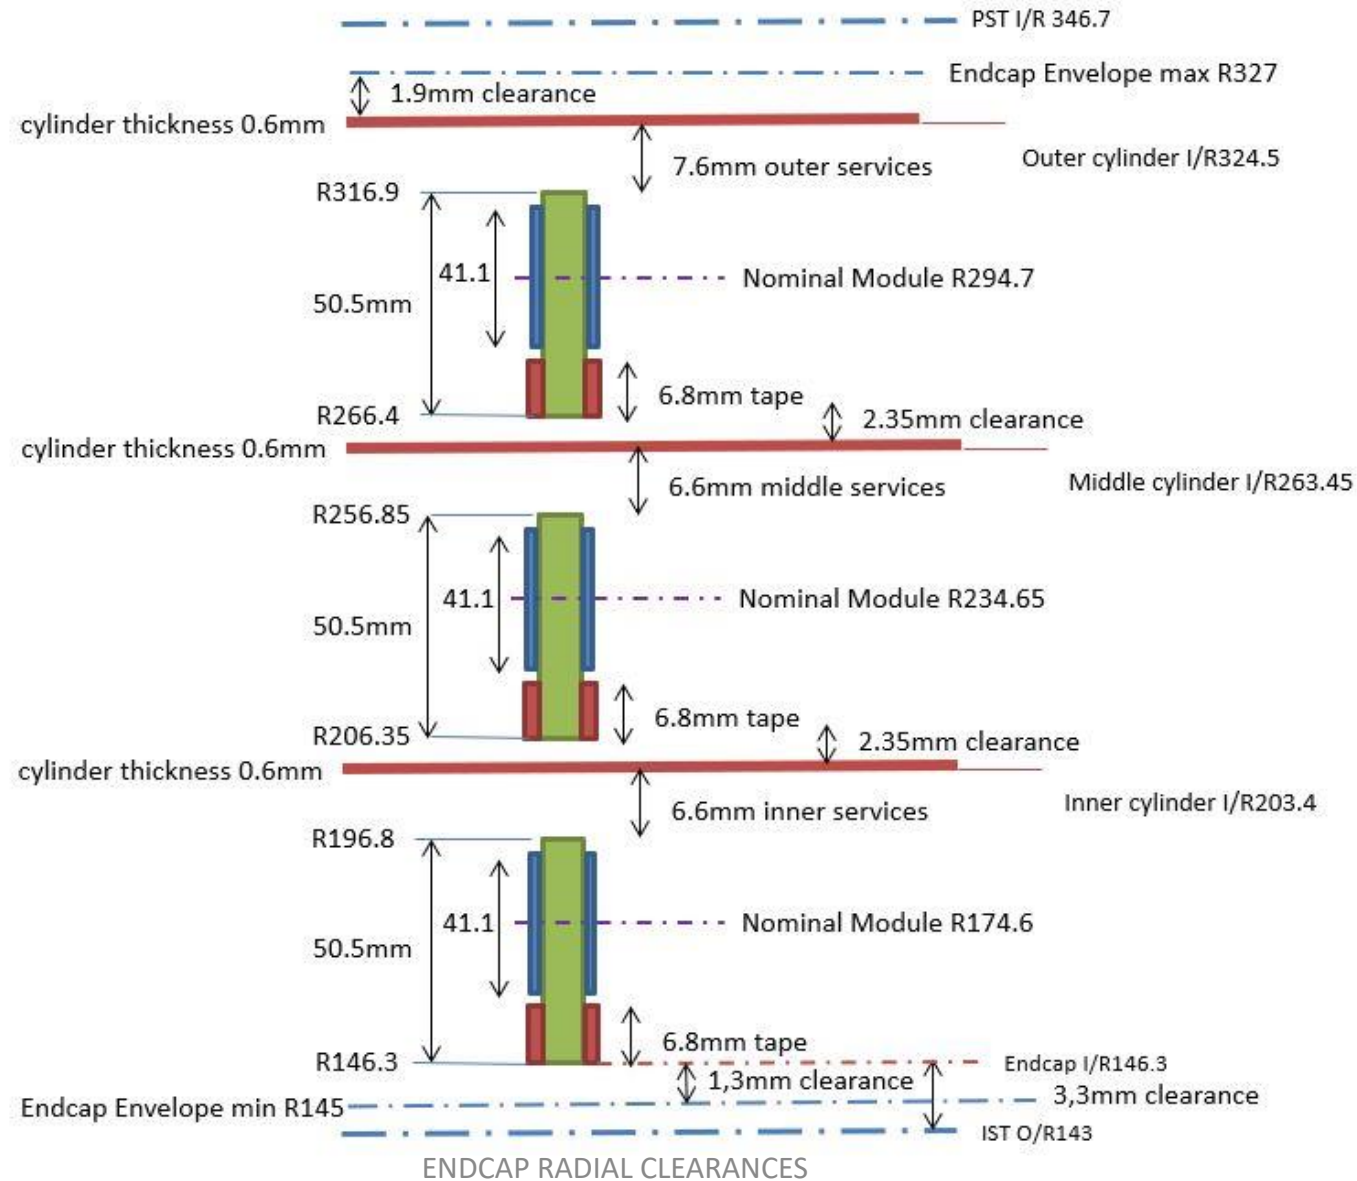 PST I/R 346.7
Endcap Envelope max R327
1.9mm clearance
cylinder thickness 0.6mm
Outer cylinder I/R324.5
7.6mm outer services
R316.9
41.1
Nominal Module R294.7
50.5mm
6.8mm tape
R266.4
2.35mm clearance
cylinder thickness 0.6mm
Middle cylinder I/R263.45
6.6mm middle services
R256.85
41.1
Nominal Module R234.65
50.5mm
6.8mm tape
R206.35
2.35mm clearance
cylinder thickness 0.6mm
Inner cylinder I/R203.4
6.6mm inner services
R196.8
41.1
Nominal Module R174.6
50.5mm
6.8mm tape
R146.3
Endcap I/R146.3
1,3mm clearance
3,3mm clearance
Endcap Envelope min R145
IST O/R143
ENDCAP RADIAL CLEARANCES